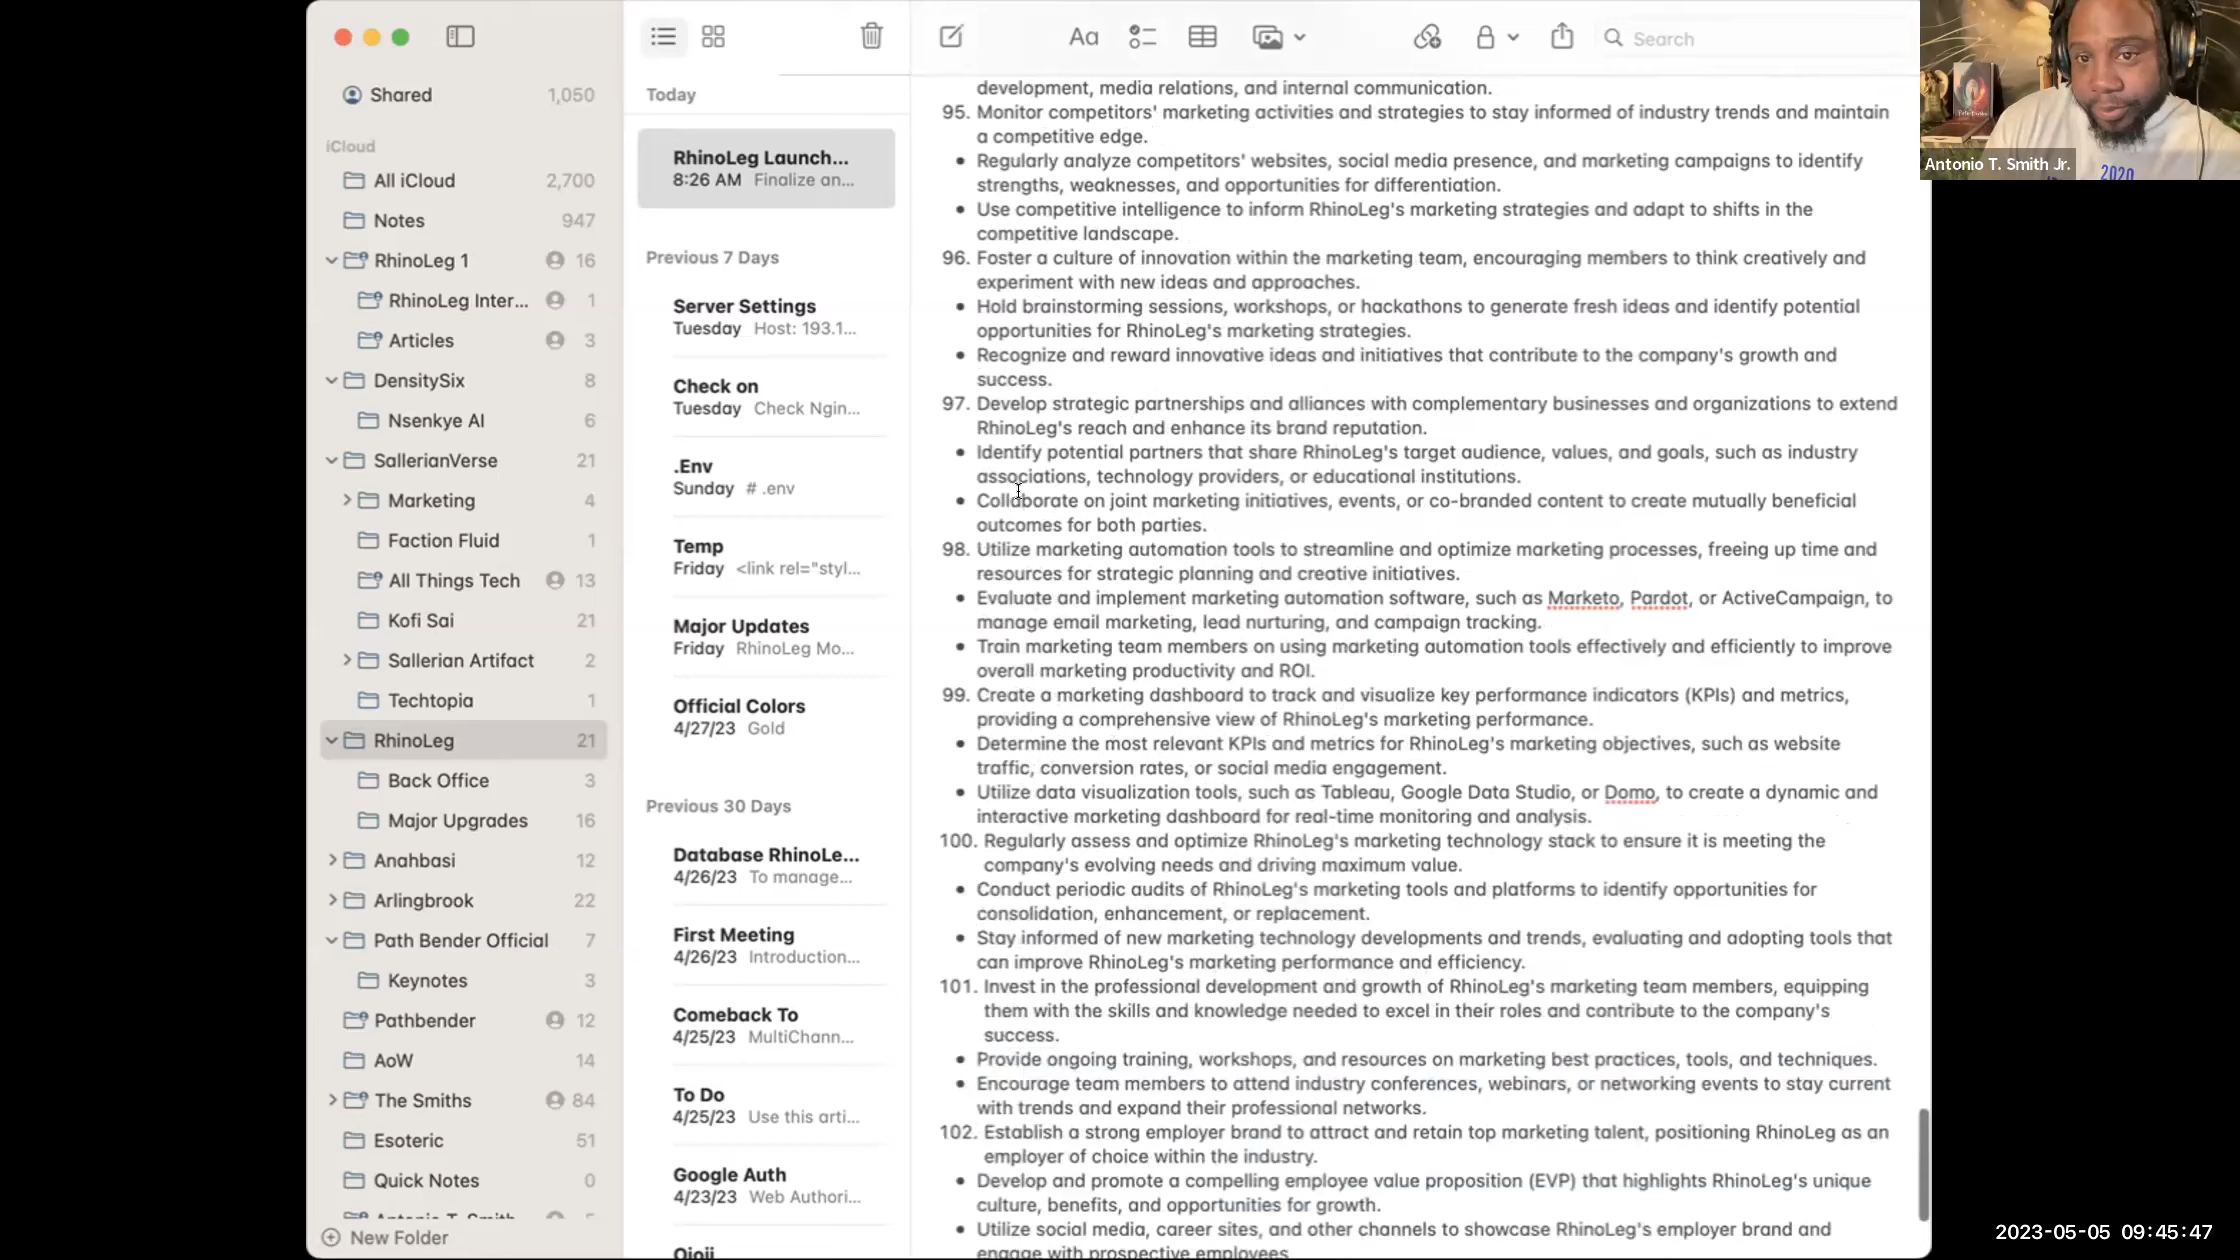 Shared 1,050
iCloud
All iCloud 2,700
Notes 947
RhinoLeg 1 16
RhinoLeg Inter... 1
Articles 3
DensitySix 8
Nsenkye AI 6
SallerianVerse 21
Marketing 4
Faction Fluid 1
All Things Tech 13
Kofi Sai 21
Sallerian Artifact 2
Techtopia 1
RhinoLeg 21
Back Office 3
Major Upgrades 16
Anahbasi 12
Arlingbrook 22
Path Bender Official 7
Keynotes 3
Pathbender 12
AoW 14
The Smiths 84
Esoteric 51
Quick Notes 0
Antonio T. Smith 5
New Folder
Today
RhinoLeg Launch...
8:26 AM Finalize an...
Previous 7 Days
Server Settings
Tuesday Host: 193.1...
Check on
Tuesday Check Ngin...
.Env
Sunday # .env
Temp
Friday <link rel="styl...
Major Updates
Friday RhinoLeg Mo...
Official Colors
4/27/23 Gold
Previous 30 Days
Database RhinoLe...
4/26/23 To manage...
First Meeting
4/26/23 Introduction...
Comeback To
4/25/23 MultiChann...
To Do
4/25/23 Use this arti...
Google Auth
4/23/23 Web Authori...
Aa
Search
development, media relations, and internal communication.
95. Monitor competitors' marketing activities and strategies to stay informed of industry trends and maintain
a competitive edge.
• Regularly analyze competitors' websites, social media presence, and marketing campaigns to identify
strengths, weaknesses, and opportunities for differentiation.
• Use competitive intelligence to inform RhinoLeg's marketing strategies and adapt to shifts in the
competitive landscape.
96. Foster a culture of innovation within the marketing team, encouraging members to think creatively and
experiment with new ideas and approaches.
• Hold brainstorming sessions, workshops, or hackathons to generate fresh ideas and identify potential
opportunities for RhinoLeg's marketing strategies.
• Recognize and reward innovative ideas and initiatives that contribute to the company's growth and
success.
97. Develop strategic partnerships and alliances with complementary businesses and organizations to extend
RhinoLeg's reach and enhance its brand reputation.
• Identify potential partners that share RhinoLeg's target audience, values, and goals, such as industry
associations, technology providers, or educational institutions.
• Collaborate on joint marketing initiatives, events, or co-branded content to create mutually beneficial
outcomes for both parties.
98. Utilize marketing automation tools to streamline and optimize marketing processes, freeing up time and
resources for strategic planning and creative initiatives.
• Evaluate and implement marketing automation software, such as Marketo, Pardot, or ActiveCampaign, to
manage email marketing, lead nurturing, and campaign tracking.
• Train marketing team members on using marketing automation tools effectively and efficiently to improve
overall marketing productivity and ROI.
99. Create a marketing dashboard to track and visualize key performance indicators (KPIs) and metrics,
providing a comprehensive view of RhinoLeg's marketing performance.
• Determine the most relevant KPIs and metrics for RhinoLeg's marketing objectives, such as website
traffic, conversion rates, or social media engagement.
• Utilize data visualization tools, such as Tableau, Google Data Studio, or Domo, to create a dynamic and
interactive marketing dashboard for real-time monitoring and analysis.
100. Regularly assess and optimize RhinoLeg's marketing technology stack to ensure it is meeting the
company's evolving needs and driving maximum value.
• Conduct periodic audits of RhinoLeg's marketing tools and platforms to identify opportunities for
consolidation, enhancement, or replacement.
• Stay informed of new marketing technology developments and trends, evaluating and adopting tools that
can improve RhinoLeg's marketing performance and efficiency.
101. Invest in the professional development and growth of RhinoLeg's marketing team members, equipping
them with the skills and knowledge needed to excel in their roles and contribute to the company's
success.
• Provide ongoing training, workshops, and resources on marketing best practices, tools, and techniques.
• Encourage team members to attend industry conferences, webinars, or networking events to stay current
with trends and expand their professional networks.
102. Establish a strong employer brand to attract and retain top marketing talent, positioning RhinoLeg as an
employer of choice within the industry.
• Develop and promote a compelling employee value proposition (EVP) that highlights RhinoLeg's unique
culture, benefits, and opportunities for growth.
• Utilize social media, career sites, and other channels to showcase RhinoLeg's employer brand and
engage with prospective employees
Antonio T. Smith Jr.
2020
2023-05-05 09:45:47